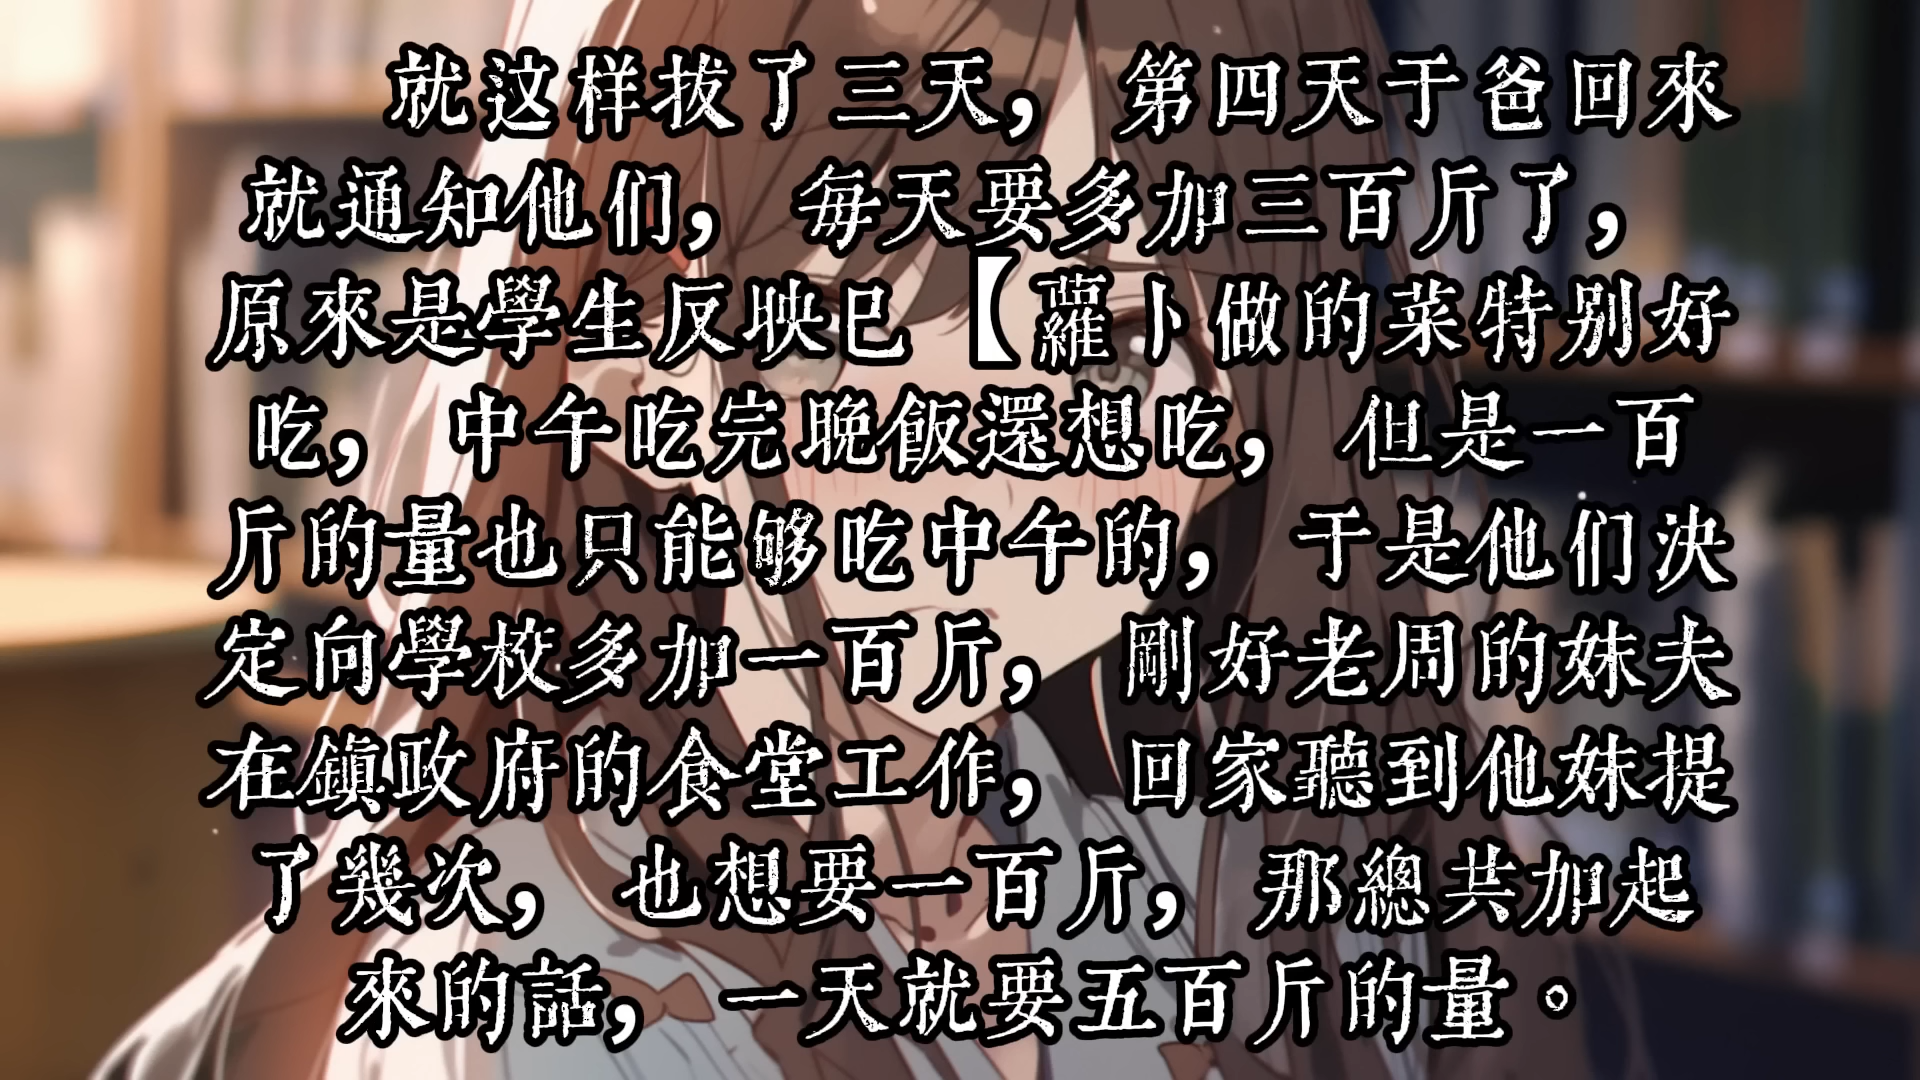 就这样拔了三天，第四天于爸回來
就通知他们，每天要多加三百斤了，
原來是學生反映巳【蘿卜做的菜特别好
吃，中午吃完晚飯還想吃，但是一百
斤的量也只能够吃中午的，于是他们決
定向學校多加一百斤，剛好老周的妹夫
在鎮政府的食堂工作，回家聽到他妹提
了幾次，也想要一百斤，那總共加起
來的話，一天就要五百斤的量。